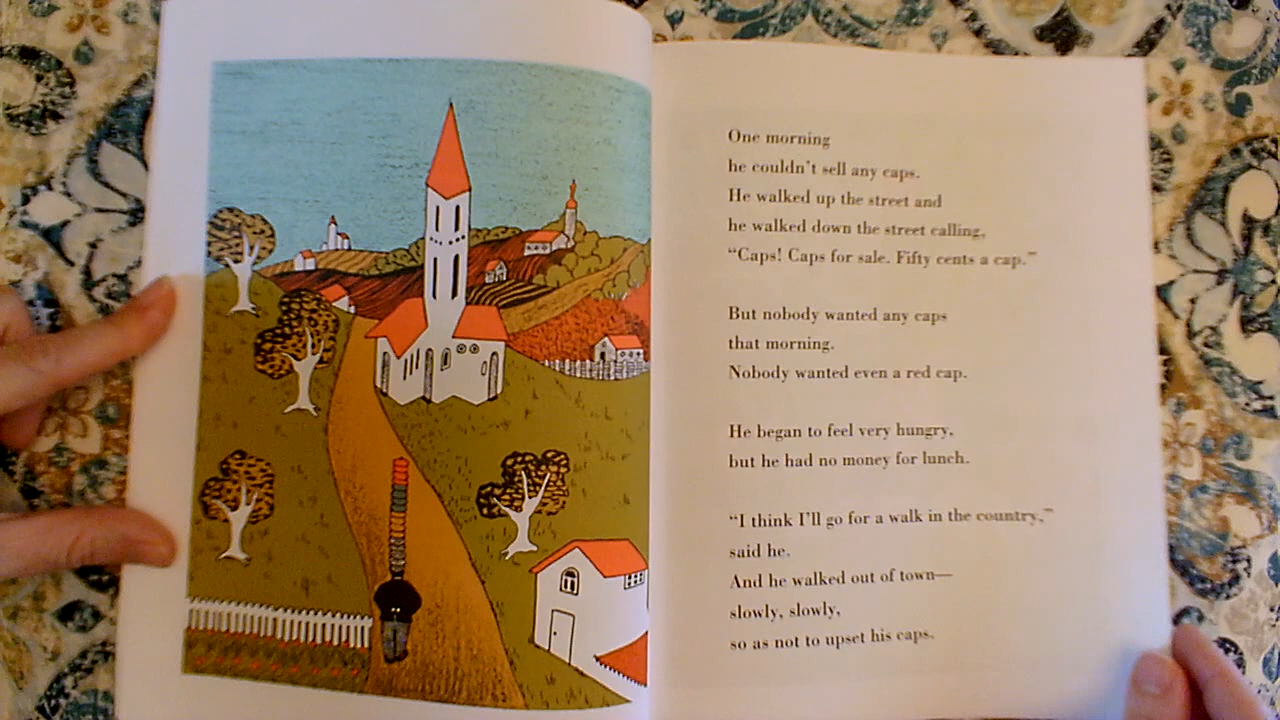 One morning
he couldn't sell any caps.
He walked up the street and
he walked down the street calling,
“Caps! Caps for sale. Fifty cents a cap.”
But nobody wanted any caps
that morning.
Nobody wanted even a red cap.
He began to feel very hungry,
but he had no money for lunch.
“I think I'll go for a walk in the country,”
said he.
And he walked out of town—
slowly, slowly,
so as not to upset his caps.